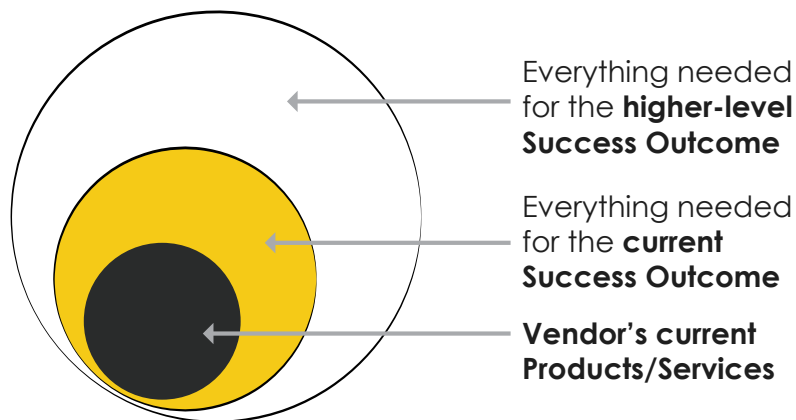 Everything needed
for the higher-level
Success Outcome
Everything needed
for the current
Success Outcome
Vendor’s current
Products/Services